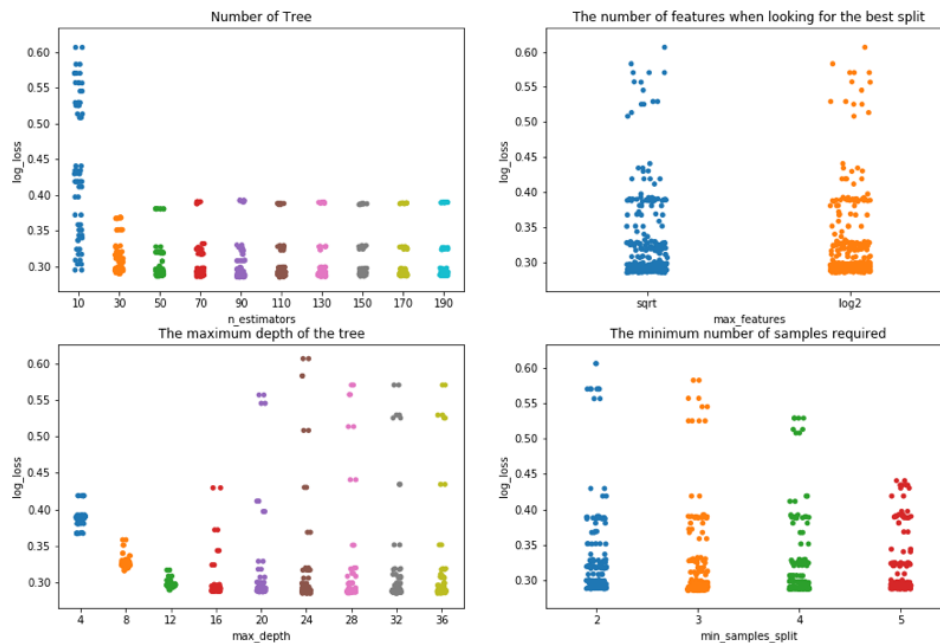 Number of Tree
0.60
0.55
0.50
0.45
0.40
0.35
0.30
log_loss
10 30 50 70 90 110 130 150 170 190
n_estimators
The number of features when looking for the best split
0.60
0.55
0.50
0.45
0.40
0.35
0.30
log_loss
sqrt log2
max_features
The maximum depth of the tree
0.60
0.55
0.50
0.45
0.40
0.35
0.30
log_loss
4 8 12 16 20 24 28 32 36
max_depth
The minimum number of samples required
0.60
0.55
0.50
0.45
0.40
0.35
0.30
log_loss
2 3 4 5
min_samples_split